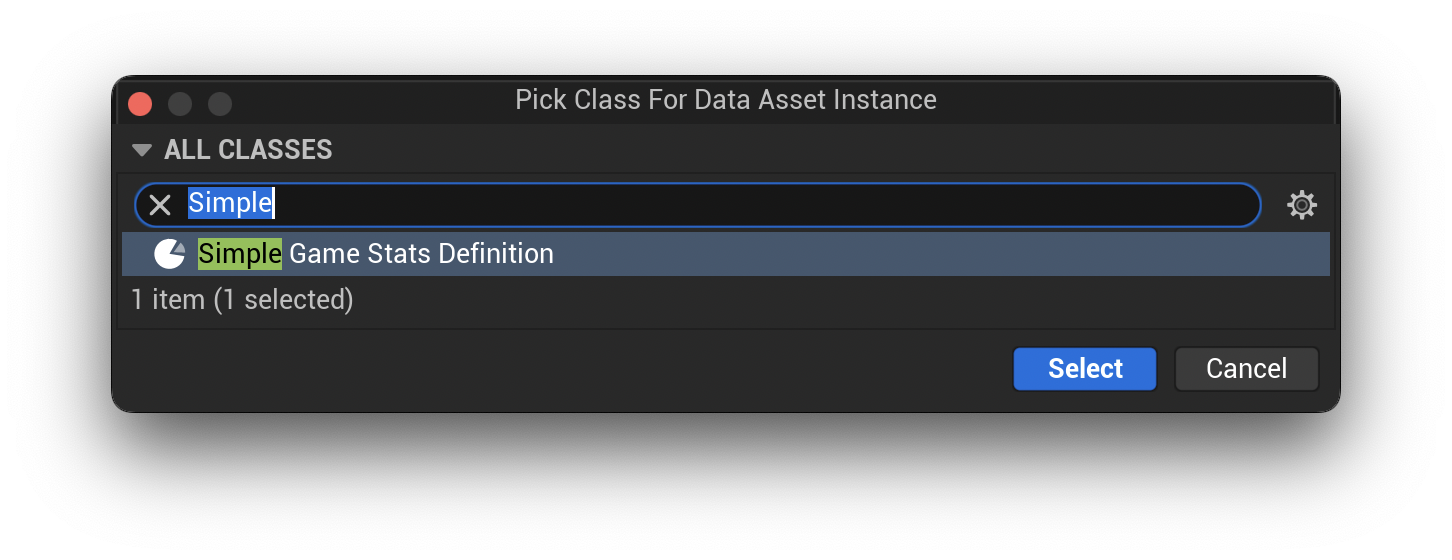 Pick Class For Data Asset Instance
ALL CLASSES
Simple
Simple Game Stats Definition
1 item (1 selected)
Select Cancel